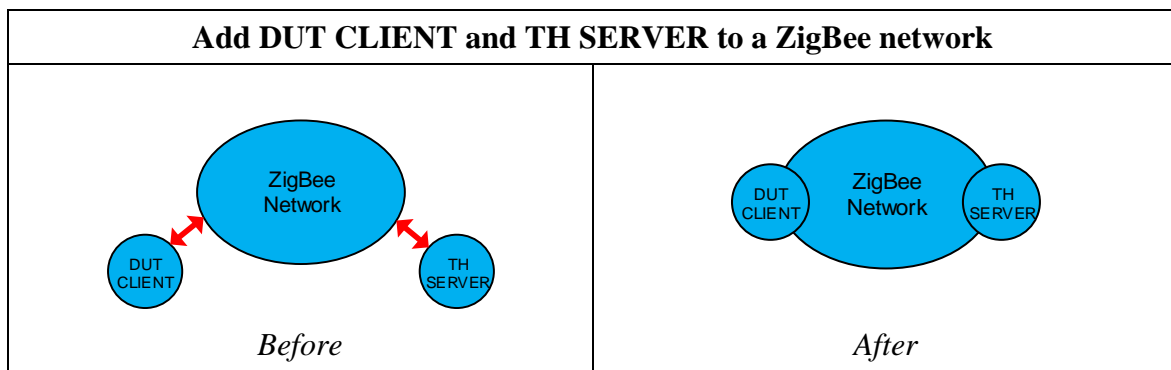 Add DUT CLIENT and TH SERVER to a ZigBee network
ZigBee
Network
DUT
CLIENT
TH
SERVER
Before
DUT
CLIENT
ZigBee
Network
TH
SERVER
After